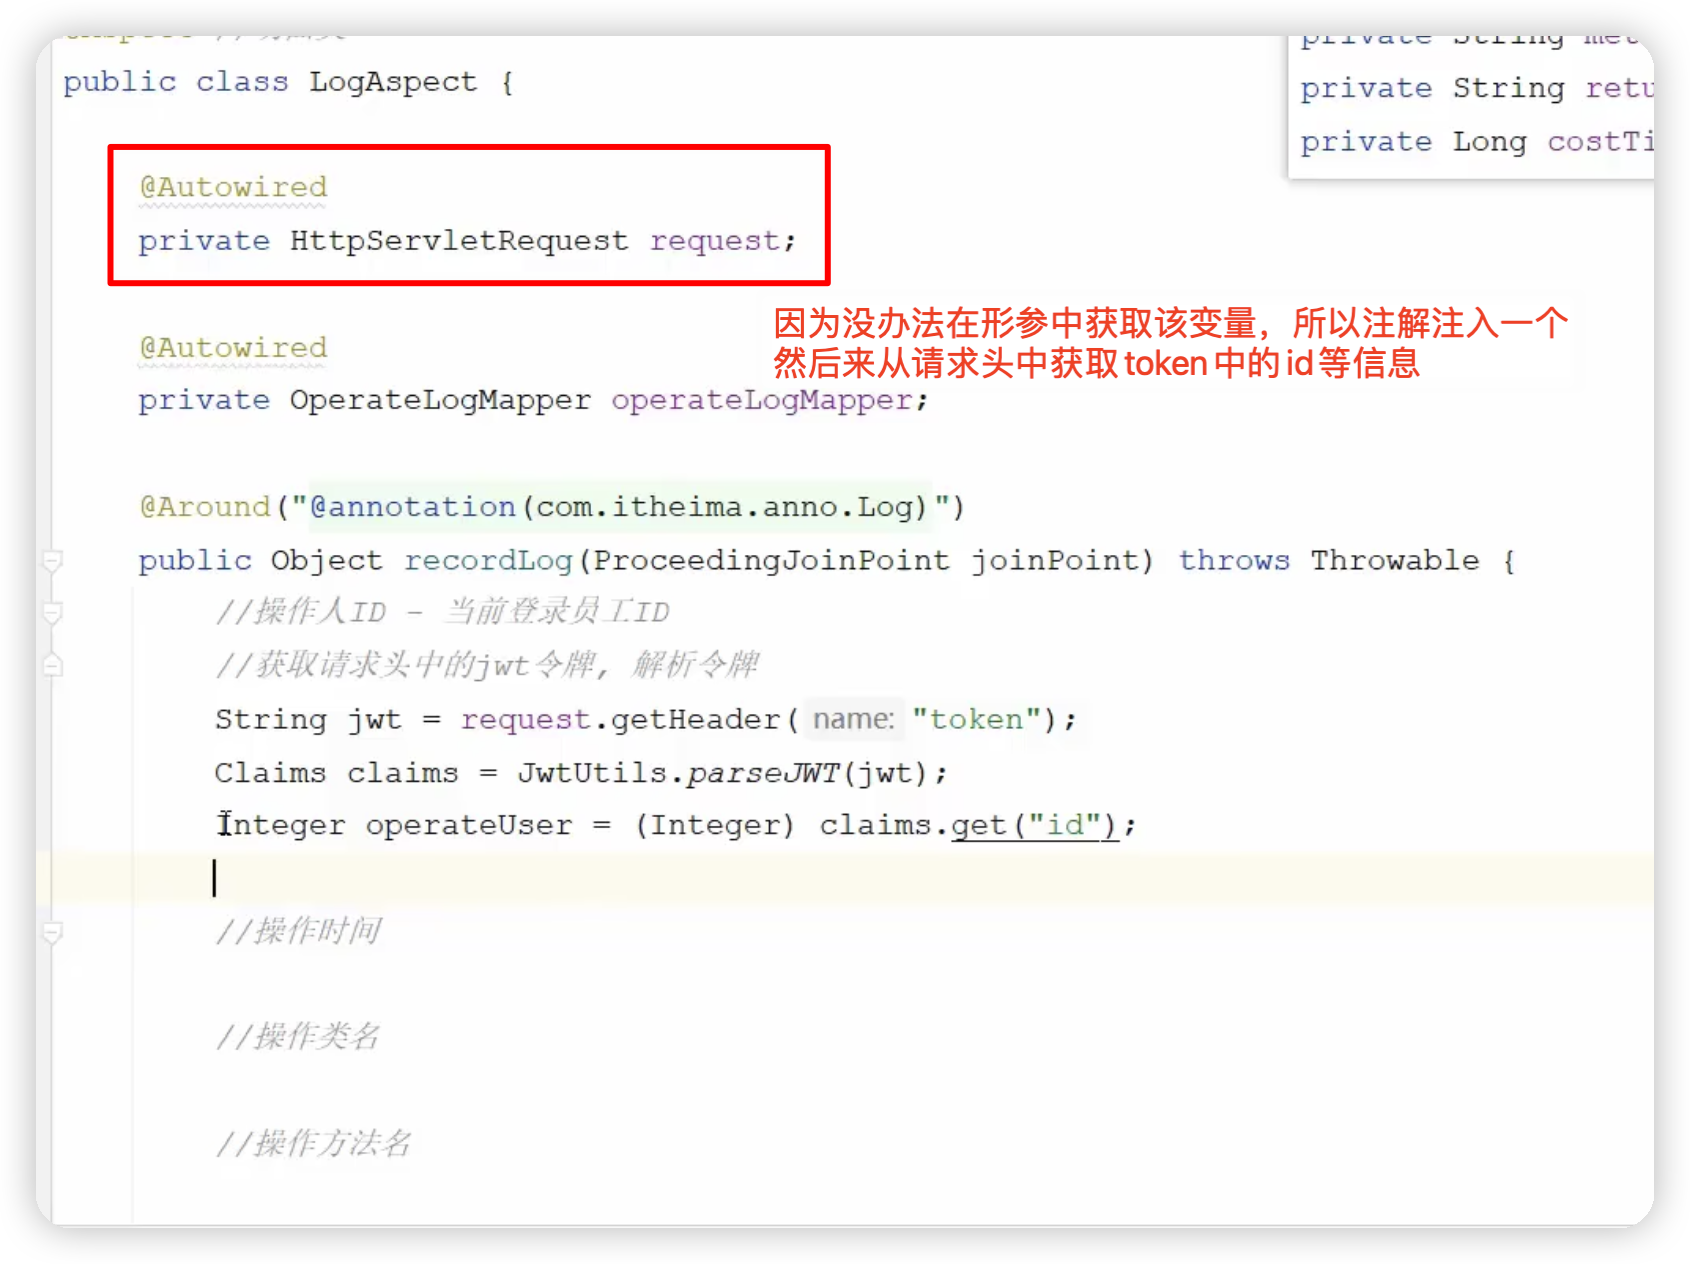 public class LogAspect {
private String
private String retu
private Long costTi
@Autowired
private HttpServletRequest request;
因为没办法在形参中获取该变量，所以注解注入一个
然后来从请求头中获取token中的id等信息
@Autowired
private OperateLogMapper operateLogMapper;
@Around("@annotation(com.itheima.anno.Log)")
public Object recordLog(ProceedingJoinPoint joinPoint) throws Throwable {
//操作人ID - 当前登录员工ID
//获取请求头中的jwt令牌, 解析令牌
String jwt = request.getHeader( name: "token");
Claims claims = JwtUtils.parseJWT(jwt);
Integer operateUser = (Integer) claims.get("id");
//操作时间
//操作类名
//操作方法名